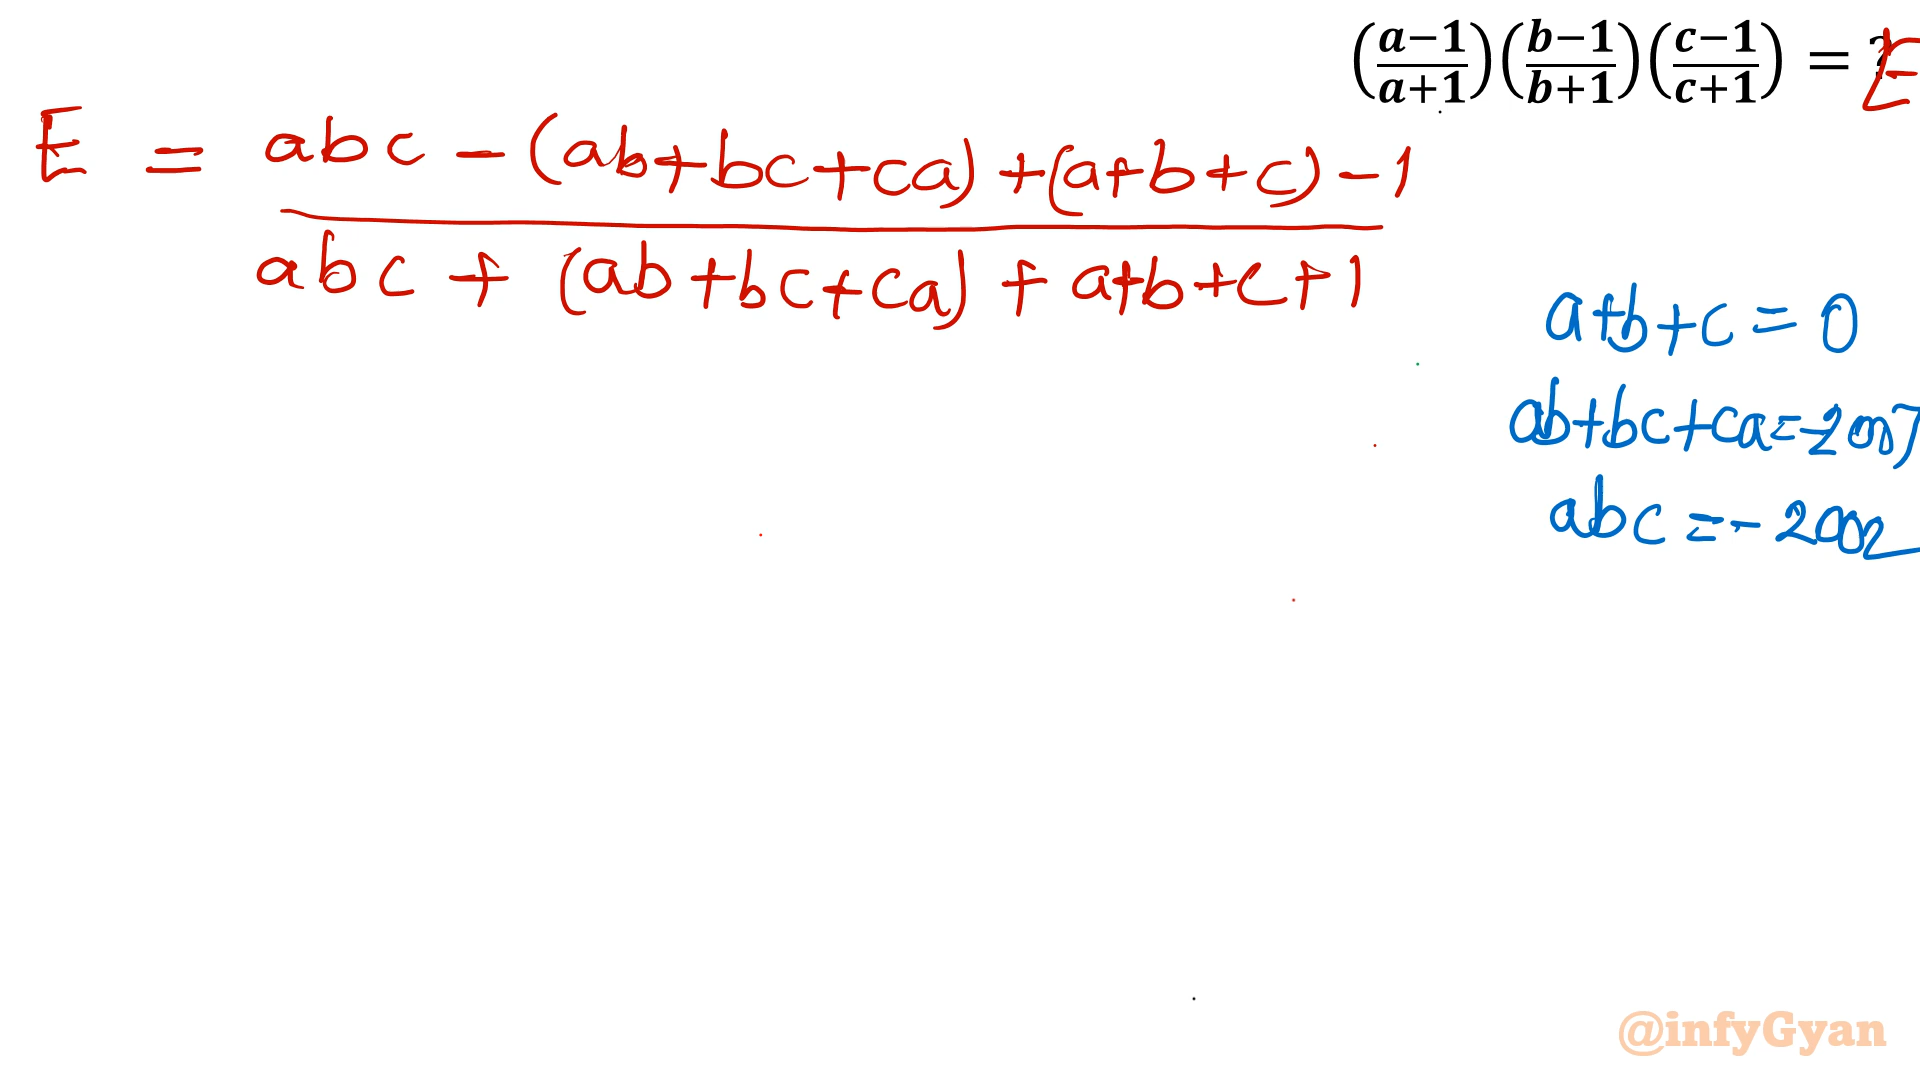 (a−1/a+1)(b−1/b+1)(c−1/c+1) = ? E
E = abc − (ab+bc+ca) + (a+b+c) − 1
abc + (ab+bc+ca) + a+b+c+1
a+b+c = 0
ab+bc+ca = −2007
abc = −2002
@infyGyan